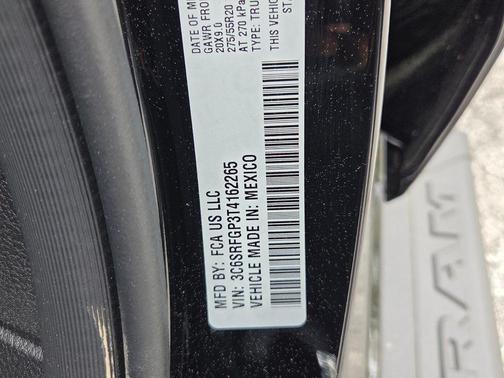 DATE OF M
GAWR FRO
20X9.0
275/55R20
AT 270 kPa
TYPE: TRU
THIS VEHIC
ST
MFD BY: FCA US LLC
VIN: 3C6SRFGP3T4162265
VEHICLE MADE IN: MEXICO
RAM